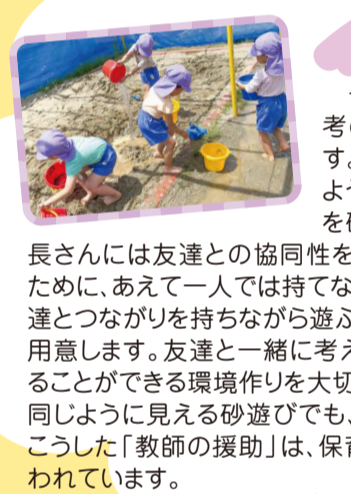 考
す。
よう
を
長さんには友達との協同性を
ために、あえて一人では持てな
達とつながりを持ちながら遊ぶ
用意します。友達と一緒に考え
ることができる環境作りを大切
同じように見える砂遊びでも、
こうした「教師の援助」は、保育
われています。